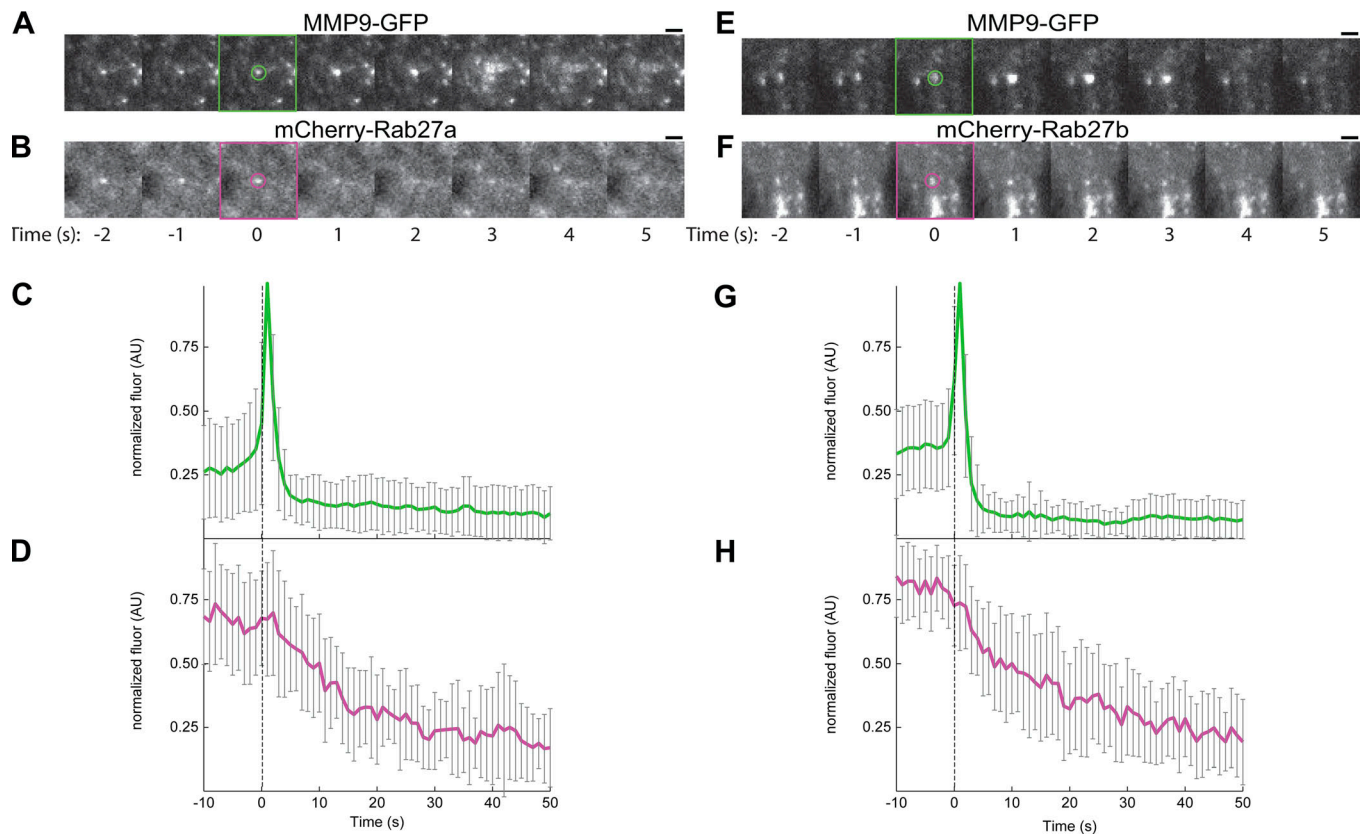 A MMP9-GFP
B mCherry-Rab27a
Time (s): -2 -1 0 1 2 3 4 5
C
normalized fluor (AU)
0.75
0.50
0.25
D
normalized fluor (AU)
0.75
0.50
0.25
-10 0 10 20 30 40 50
Time (s)
E MMP9-GFP
F mCherry-Rab27b
Time (s): -2 -1 0 1 2 3 4 5
G
normalized fluor (AU)
0.75
0.50
0.25
H
normalized fluor (AU)
0.75
0.50
0.25
-10 0 10 20 30 40 50
Time (s)